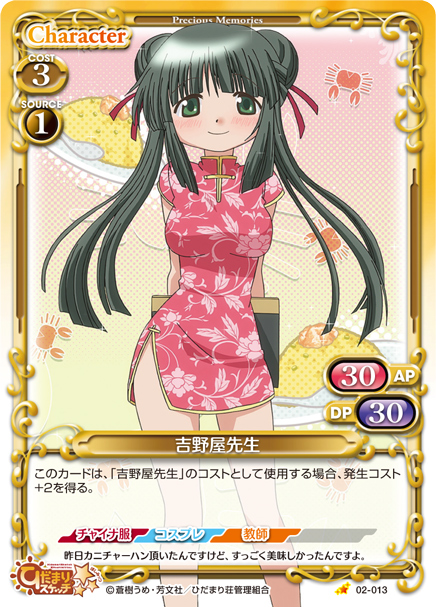 Precious Memories
Character
COST
3
SOURCE
1
30 AP
DP 30
吉野屋先生
このカードは、「吉野屋先生」のコストとして使用する場合、発生コスト
+2を得る。
チャイナ服 コスプレ 教師
昨日カニチャーハン頂いたんですけど、すっごく美味しかったんですよ。
ひだまりスケッチ
©蒼樹うめ・芳文社／ひだまり荘管理組合
02-013